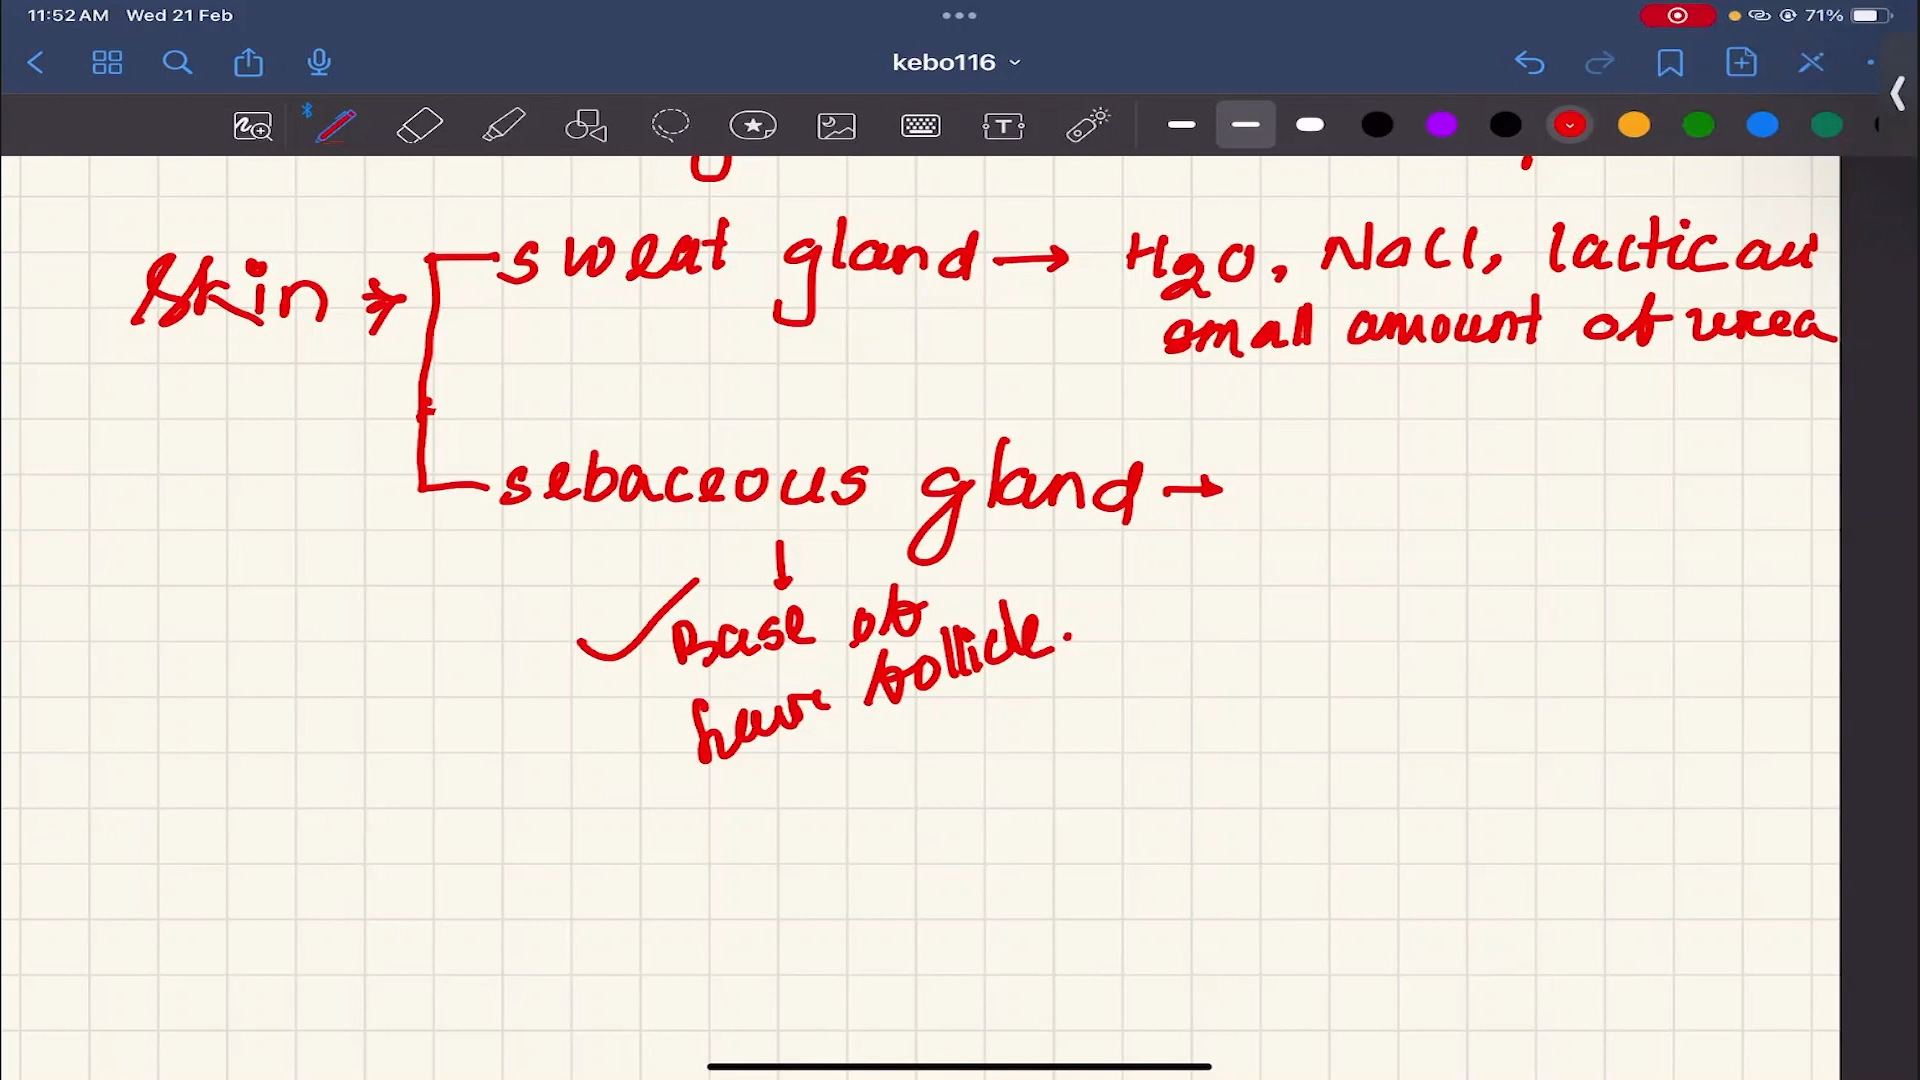 11:52 AM Wed 21 Feb
71%
kebo116
Skin
sweat gland → H2O, NaCl, lactic aci
small amount of urea
sebaceous gland →
Base of
hair follicle.